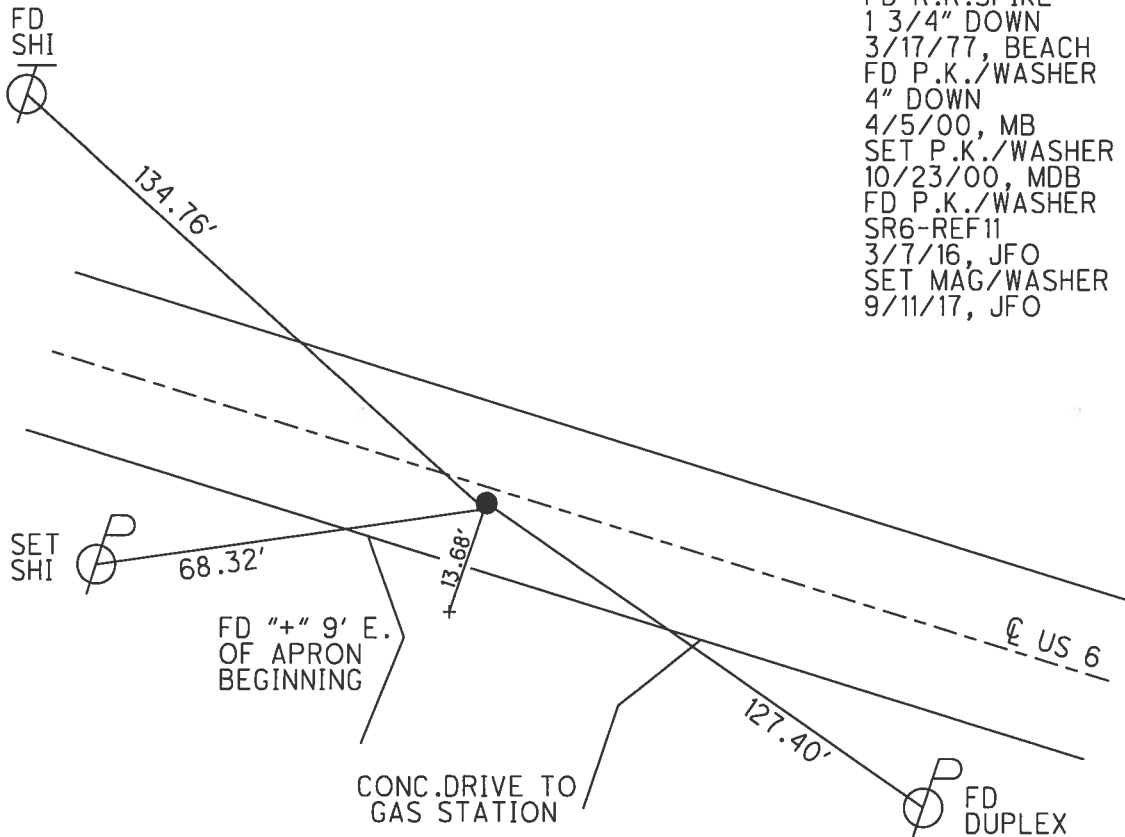 FD
SHI
FD R.R.SPIKE
1 3/4" DOWN
3/17/77, BEACH
FD P.K./WASHER
4" DOWN
4/5/00, MB
SET P.K./WASHER
10/23/00, MDB
FD P.K./WASHER
SR6-REF11
3/7/16, JFO
SET MAG/WASHER
9/11/17, JFO
134.76'
SET
SHI
68.32'
13.68'
FD "+" 9' E.
OF APRON
BEGINNING
℄ US 6
127.40'
CONC.DRIVE TO
GAS STATION
FD
DUPLEX